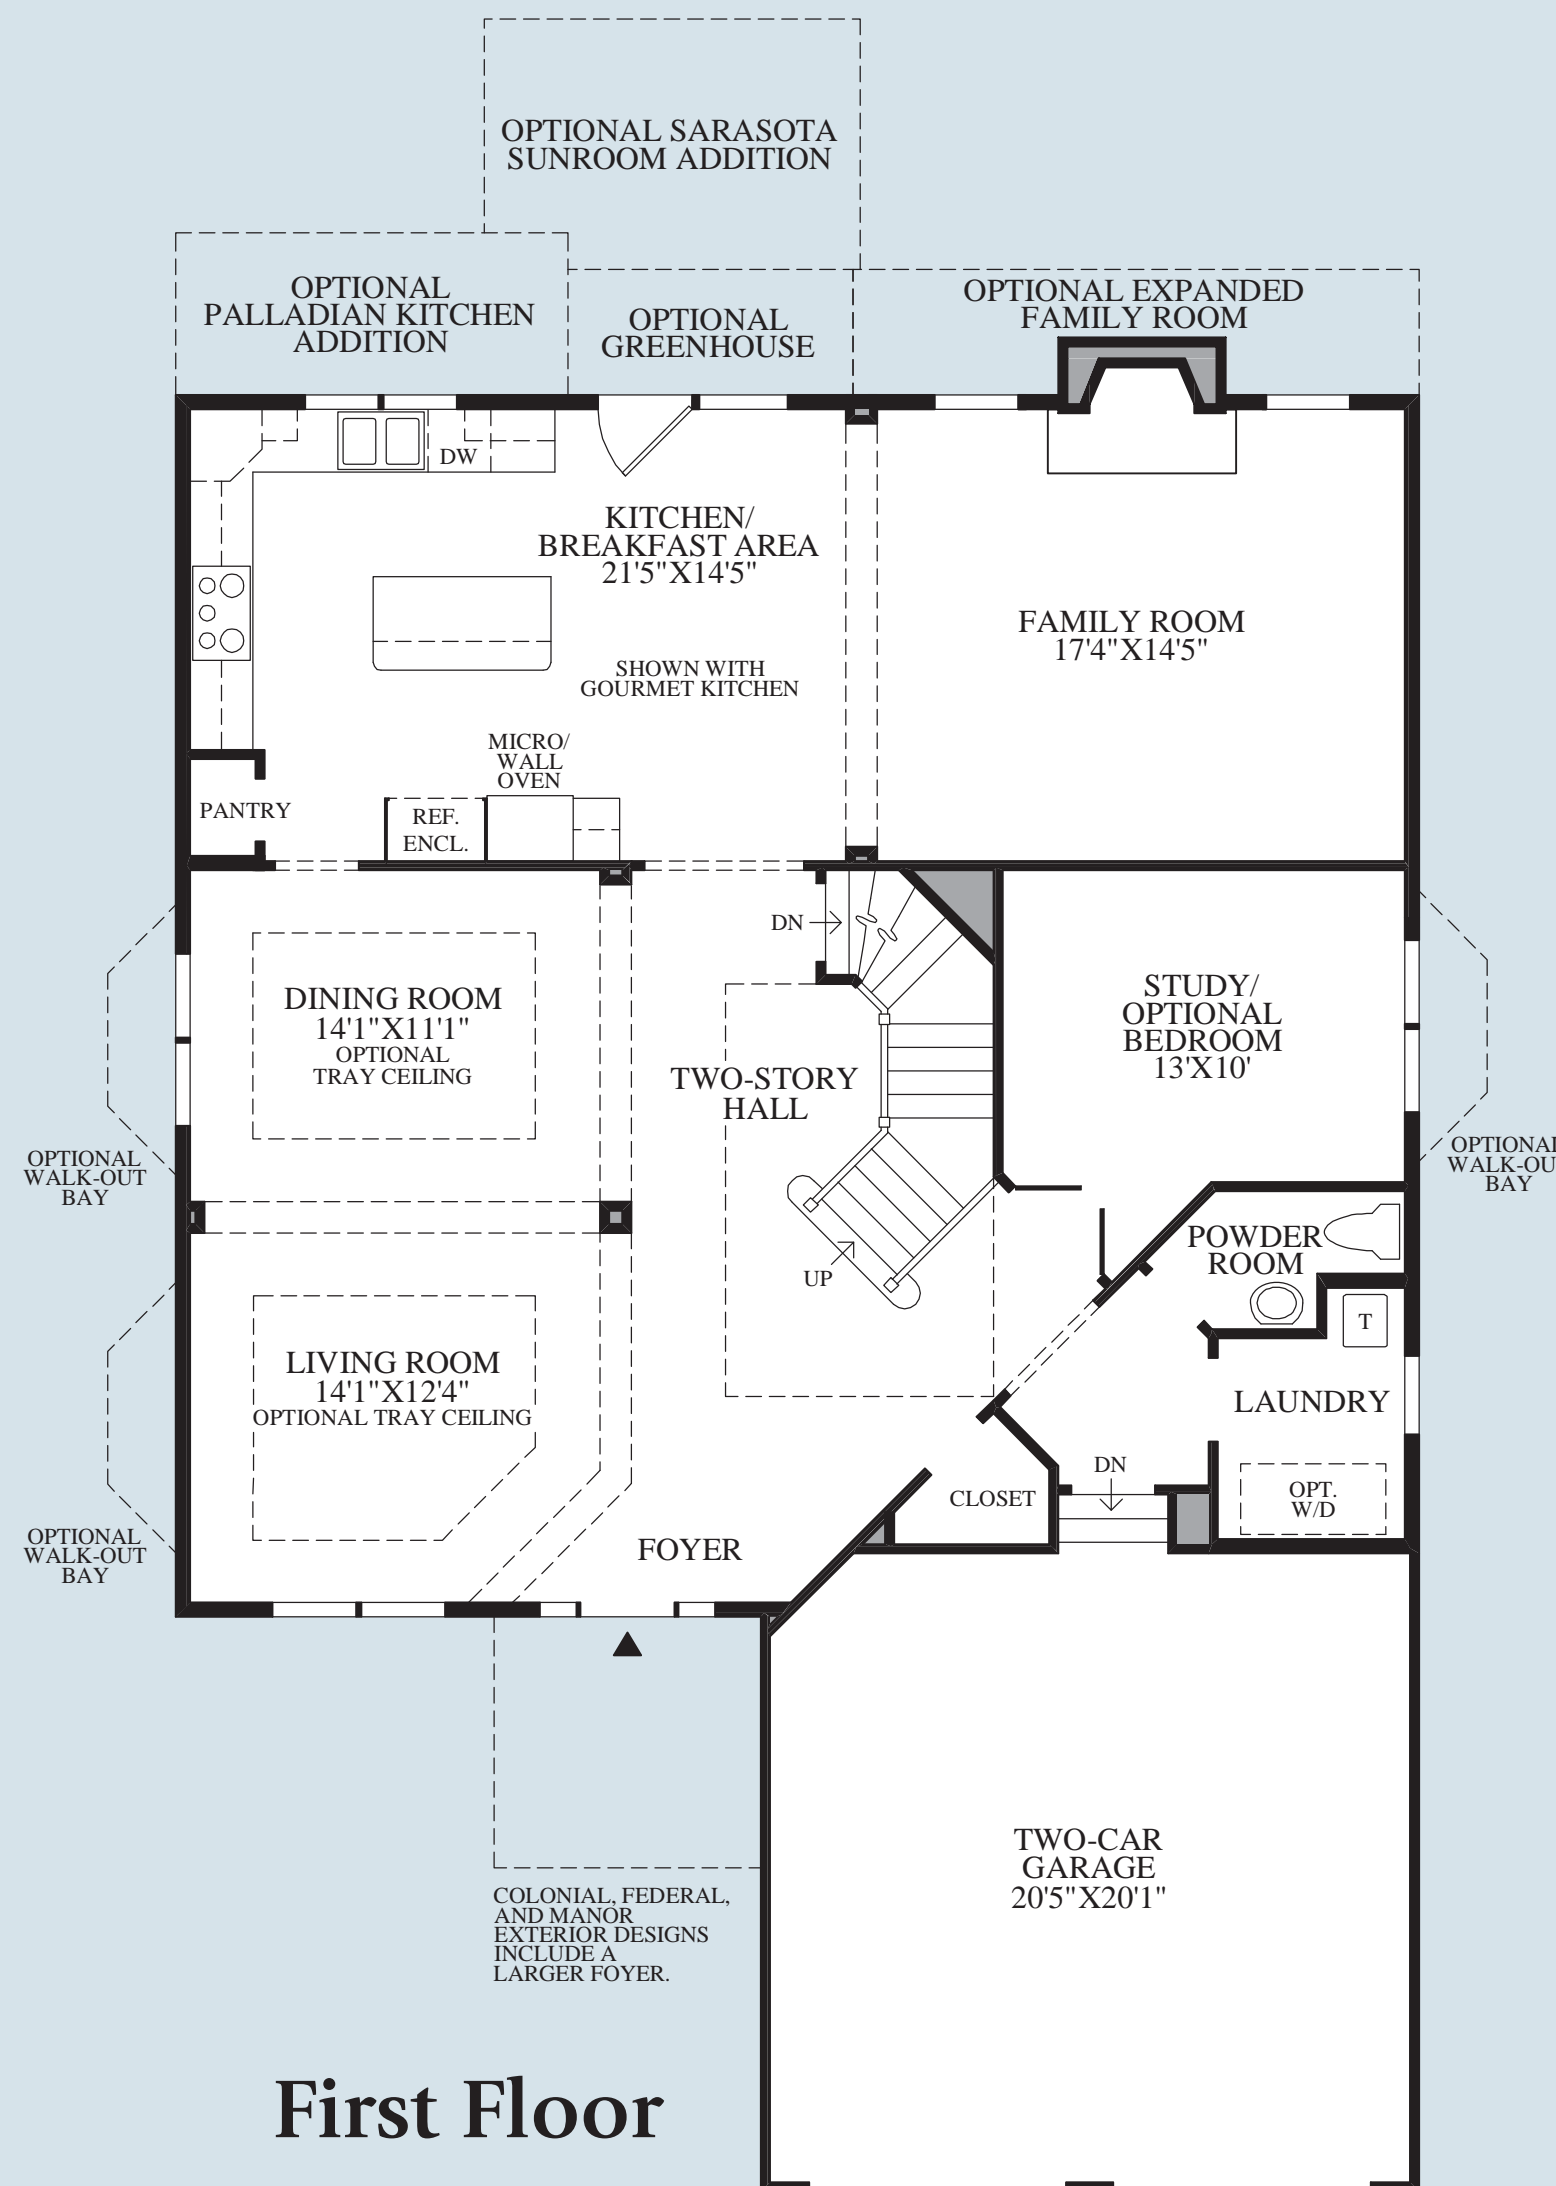 OPTIONAL SARASOTA
SUNROOM ADDITION
OPTIONAL
PALLADIAN KITCHEN
ADDITION
OPTIONAL
GREENHOUSE
OPTIONAL EXPANDED
FAMILY ROOM
DW
KITCHEN/
BREAKFAST AREA
21'5"X14'5"
SHOWN WITH
GOURMET KITCHEN
FAMILY ROOM
17'4"X14'5"
MICRO/
WALL
OVEN
PANTRY
REF.
ENCL.
DN
DINING ROOM
14'1"X11'1"
OPTIONAL
TRAY CEILING
TWO-STORY
HALL
STUDY/
OPTIONAL
BEDROOM
13'X10'
OPTIONAL
WALK-OUT
BAY
OPTIONAL
WALK-OU
BAY
UP
POWDER
ROOM
T
LIVING ROOM
14'1"X12'4"
OPTIONAL TRAY CEILING
LAUNDRY
DN
CLOSET
OPT.
W/D
OPTIONAL
WALK-OUT
BAY
FOYER
TWO-CAR
GARAGE
20'5"X20'1"
COLONIAL, FEDERAL,
AND MANOR
EXTERIOR DESIGNS
INCLUDE A
LARGER FOYER.
First Floor